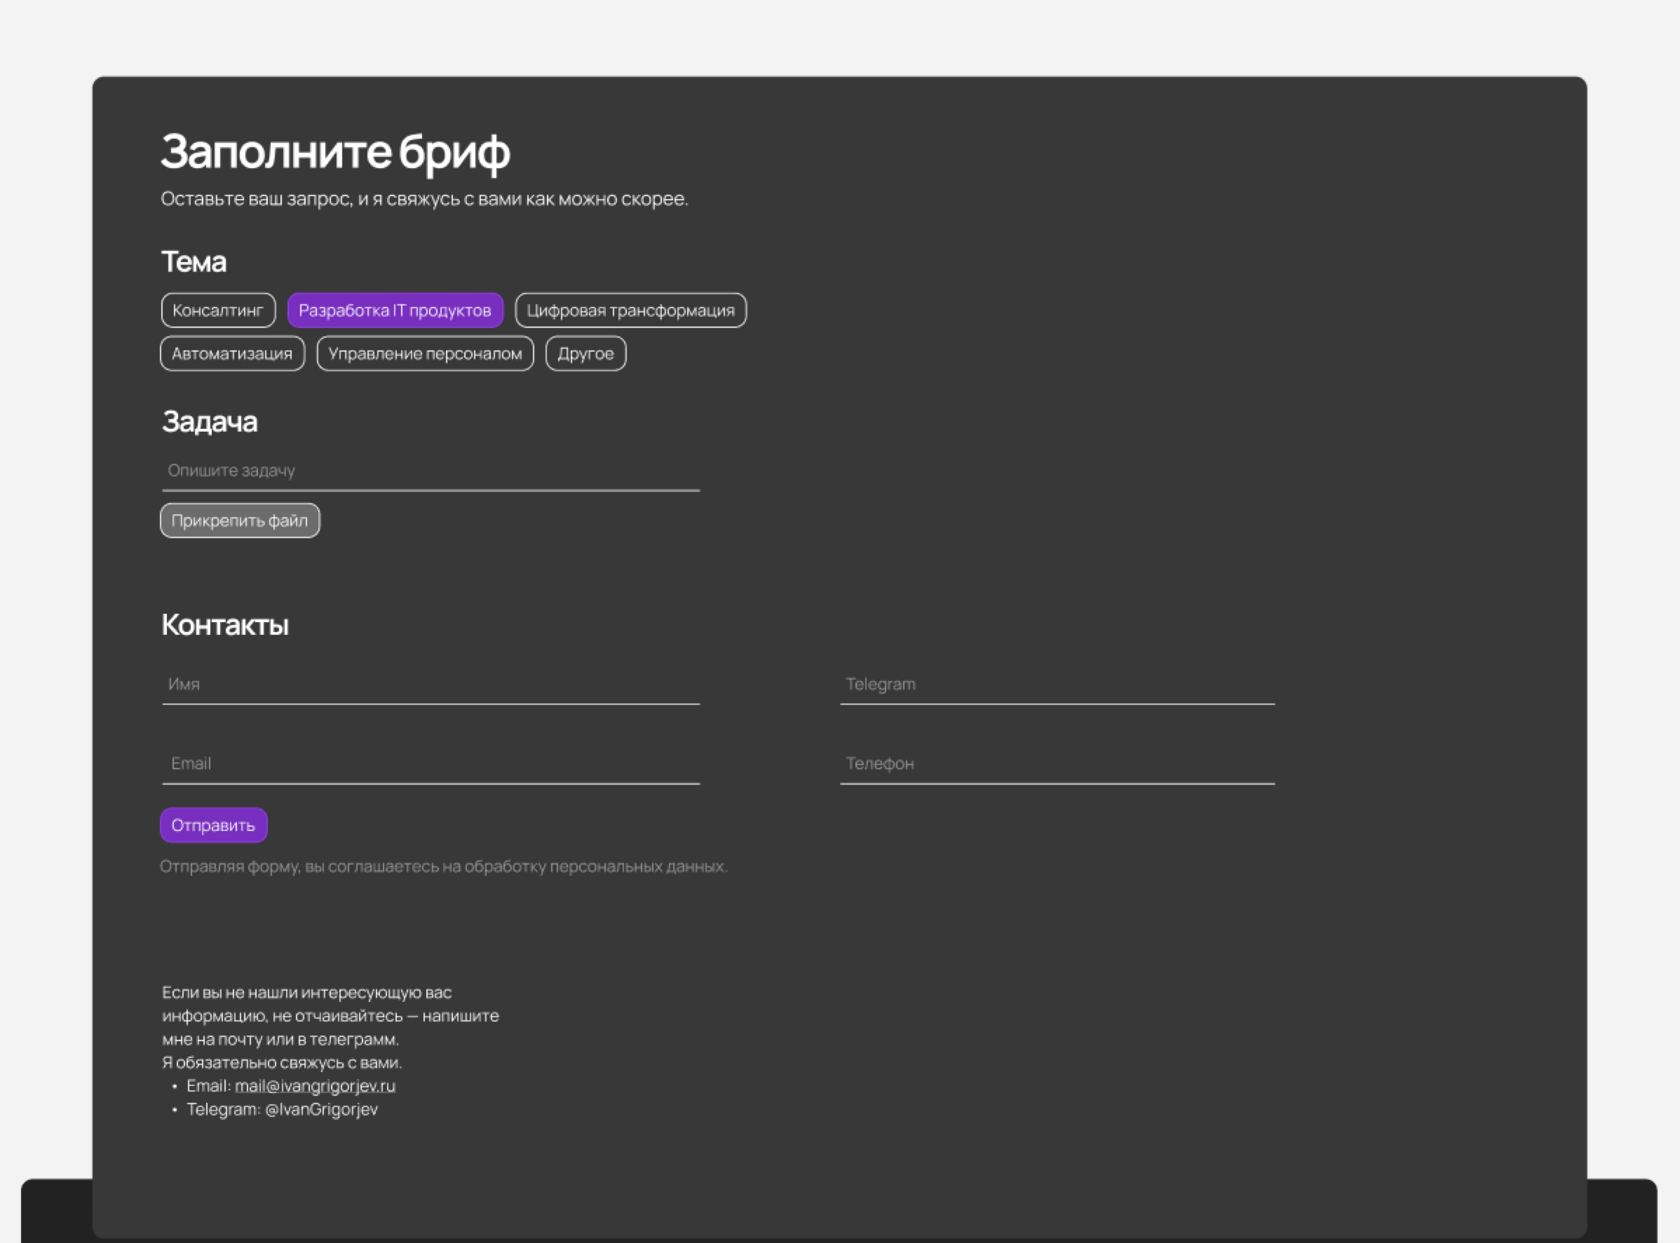 Заполните бриф
Оставьте ваш запрос, и я свяжусь с вами как можно скорее.
Тема
Консалтинг Разработка IT продуктов Цифровая трансформация
Автоматизация Управление персоналом Другое
Задача
Опишите задачу
Прикрепить файл
Контакты
Имя Telegram
Email Телефон
Отправить
Отправляя форму, вы соглашаетесь на обработку персональных данных.
Если вы не нашли интересующую вас
информацию, не отчаивайтесь — напишите
мне на почту или в телеграмм.
Я обязательно свяжусь с вами.
• Email: mail@ivangrigorjev.ru
• Telegram: @IvanGrigorjev